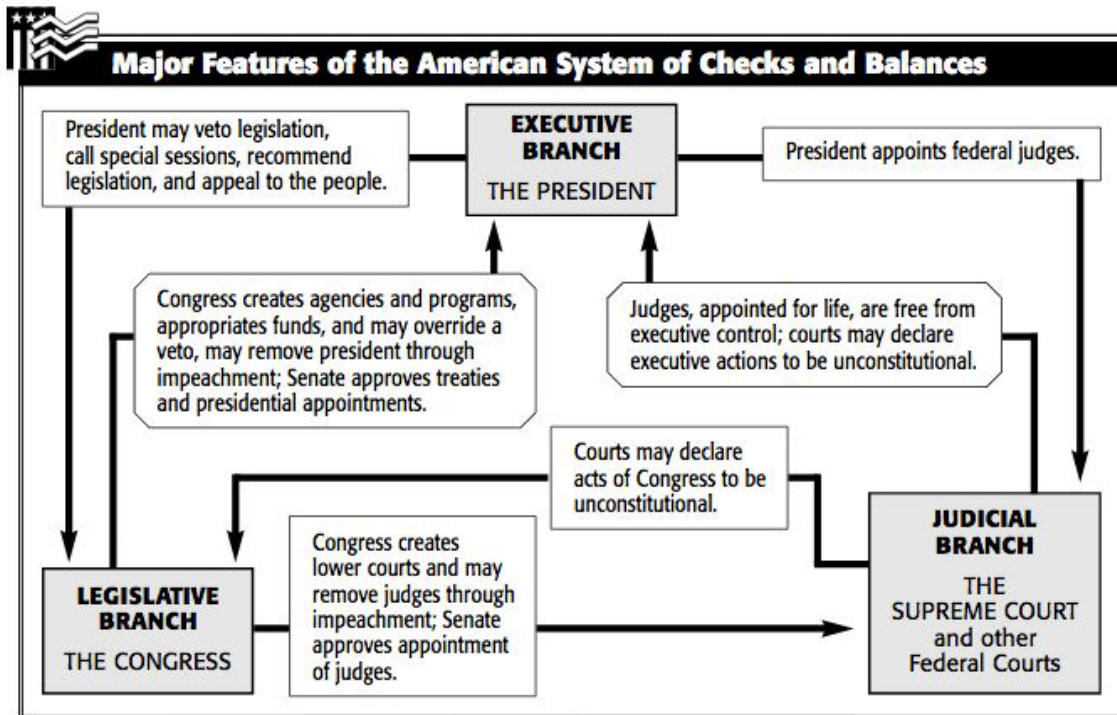 Major Features of the American System of Checks and Balances
President may veto legislation,
call special sessions, recommend
legislation, and appeal to the people.
EXECUTIVE
BRANCH
THE PRESIDENT
President appoints federal judges.
Congress creates agencies and programs,
appropriates funds, and may override a
veto, may remove president through
impeachment; Senate approves treaties
and presidential appointments.
Judges, appointed for life, are free from
executive control; courts may declare
executive actions to be unconstitutional.
Courts may declare
acts of Congress to be
unconstitutional.
LEGISLATIVE
BRANCH
THE CONGRESS
Congress creates
lower courts and may
remove judges through
impeachment; Senate
approves appointment
of judges.
JUDICIAL
BRANCH
THE
SUPREME COURT
and other
Federal Courts